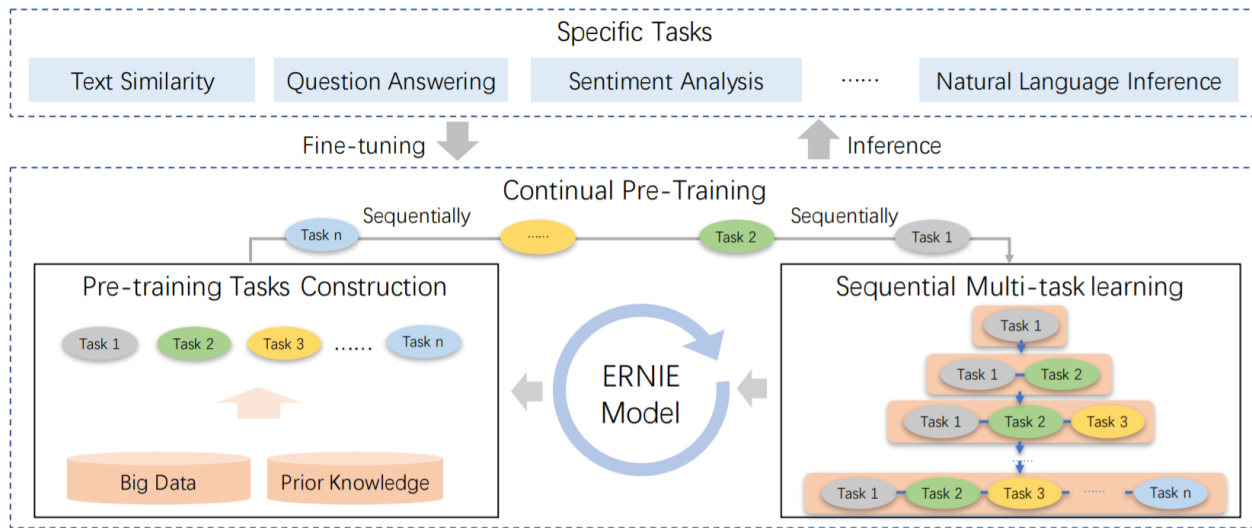 Specific Tasks
Text Similarity
Question Answering
Sentiment Analysis
......
Natural Language Inference
Fine-tuning
Inference
Continual Pre-Training
Sequentially
Sequentially
Task n
......
Task 2
Task 1
Pre-training Tasks Construction
Task 1
Task 2
Task 3
......
Task n
Big Data
Prior Knowledge
ERNIE
Model
Sequential Multi-task learning
Task 1
Task 1
Task 2
Task 1
Task 2
Task 3
......
Task 1
Task 2
Task 3
......
Task n